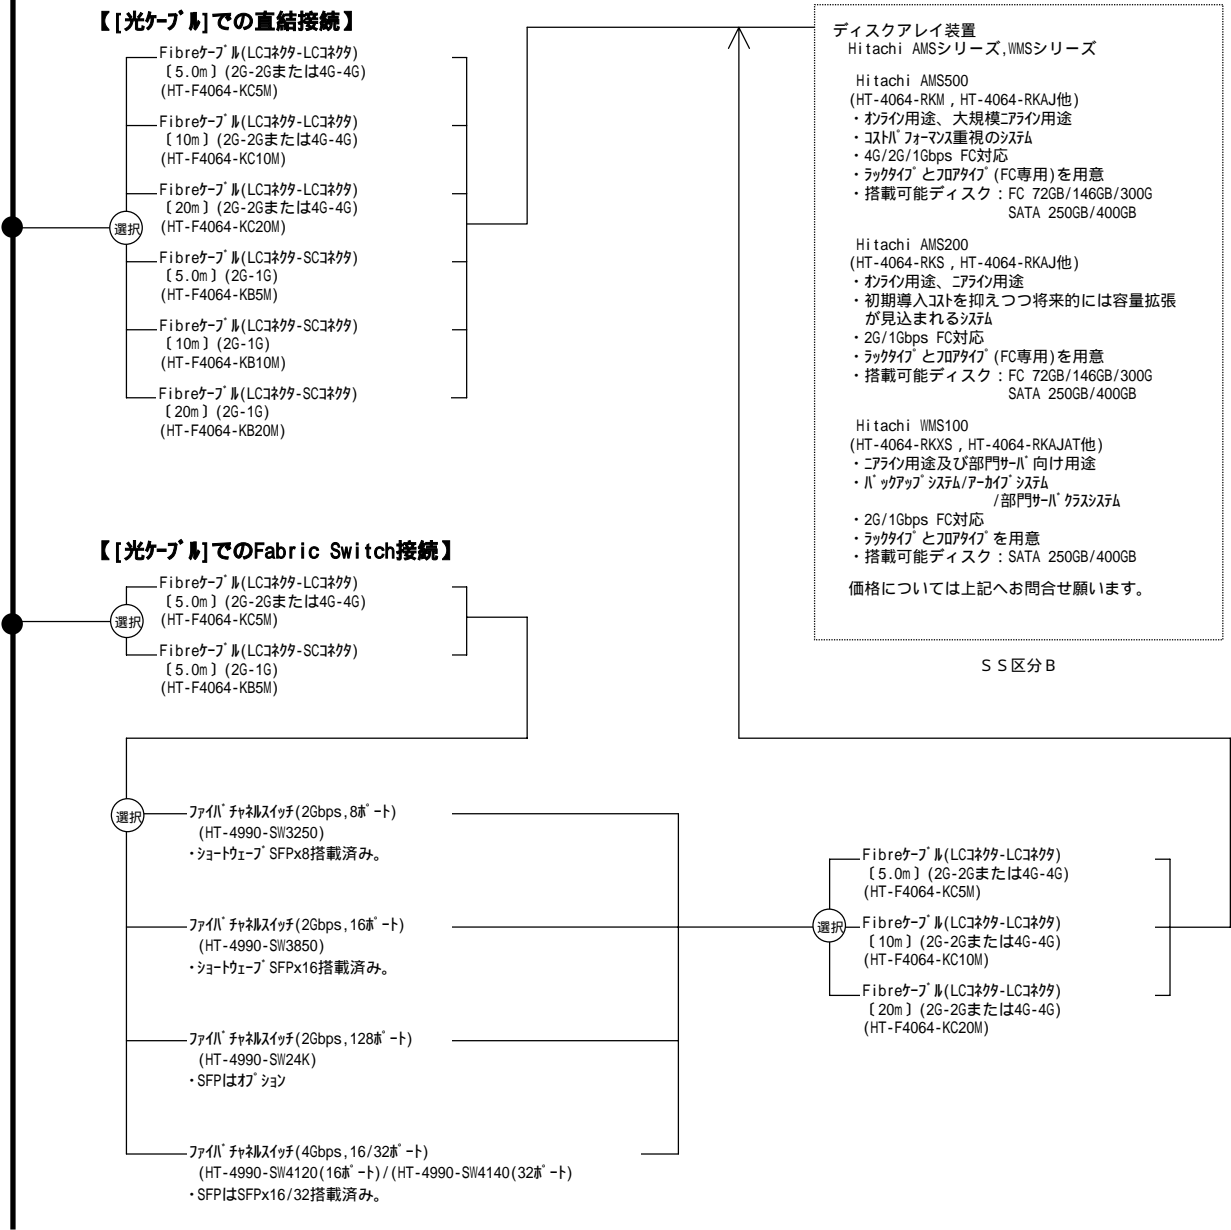 【[光ｹｰﾌﾞﾙ]での直結接続】
Fibreｹｰﾌﾞﾙ(LCｺﾈｸﾀ-LCｺﾈｸﾀ)
〔5.0m〕(2G-2Gまたは4G-4G)
(HT-F4064-KC5M)
Fibreｹｰﾌﾞﾙ(LCｺﾈｸﾀ-LCｺﾈｸﾀ)
〔10m〕(2G-2Gまたは4G-4G)
(HT-F4064-KC10M)
Fibreｹｰﾌﾞﾙ(LCｺﾈｸﾀ-LCｺﾈｸﾀ)
〔20m〕(2G-2Gまたは4G-4G)
選択
(HT-F4064-KC20M)
Fibreｹｰﾌﾞﾙ(LCｺﾈｸﾀ-SCｺﾈｸﾀ)
〔5.0m〕(2G-1G)
(HT-F4064-KB5M)
Fibreｹｰﾌﾞﾙ(LCｺﾈｸﾀ-SCｺﾈｸﾀ)
〔10m〕(2G-1G)
(HT-F4064-KB10M)
Fibreｹｰﾌﾞﾙ(LCｺﾈｸﾀ-SCｺﾈｸﾀ)
〔20m〕(2G-1G)
(HT-F4064-KB20M)
ディスクアレイ装置
Hitachi AMSシリーズ,WMSシリーズ
Hitachi AMS500
(HT-4064-RKM , HT-4064-RKAJ他)
・ｵﾝﾗｲﾝ用途、大規模ﾆｱﾗｲﾝ用途
・ｺｽﾄﾊﾟﾌｫｰﾏﾝｽ重視のｼｽﾃﾑ
・4G/2G/1Gbps FC対応
・ﾗｯｸﾀｲﾌﾟとﾌﾛｱﾀｲﾌﾟ(FC専用)を用意
・搭載可能ディスク：FC 72GB/146GB/300G
SATA 250GB/400GB
Hitachi AMS200
(HT-4064-RKS , HT-4064-RKAJ他)
・ｵﾝﾗｲﾝ用途、ﾆｱﾗｲﾝ用途
・初期導入ｺｽﾄを抑えつつ将来的には容量拡張
が見込まれるｼｽﾃﾑ
・2G/1Gbps FC対応
・ﾗｯｸﾀｲﾌﾟとﾌﾛｱﾀｲﾌﾟ(FC専用)を用意
・搭載可能ディスク：FC 72GB/146GB/300G
SATA 250GB/400GB
Hitachi WMS100
(HT-4064-RKXS , HT-4064-RKAJAT他)
・ﾆｱﾗｲﾝ用途及び部門ｻｰﾊﾞ向け用途
・ﾊﾞｯｸｱｯﾌﾟｼｽﾃﾑ/ｱｰｶｲﾌﾞｼｽﾃﾑ
/部門ｻｰﾊﾞｸﾗｽｼｽﾃﾑ
・2G/1Gbps FC対応
・ﾗｯｸﾀｲﾌﾟとﾌﾛｱﾀｲﾌﾟを用意
・搭載可能ディスク：SATA 250GB/400GB
価格については上記へお問合せ願います。
ＳＳ区分Ｂ
【[光ｹｰﾌﾞﾙ]でのFabric Switch接続】
Fibreｹｰﾌﾞﾙ(LCｺﾈｸﾀ-LCｺﾈｸﾀ)
〔5.0m〕(2G-2Gまたは4G-4G)
選択
(HT-F4064-KC5M)
Fibreｹｰﾌﾞﾙ(LCｺﾈｸﾀ-SCｺﾈｸﾀ)
〔5.0m〕(2G-1G)
(HT-F4064-KB5M)
選択
ﾌｧｲﾊﾞﾁｬﾈﾙｽｲｯﾁ(2Gbps,8ﾎﾟｰﾄ)
(HT-4990-SW3250)
・ｼｮｰﾄｳｪｰﾌﾞSFPx8搭載済み。
ﾌｧｲﾊﾞﾁｬﾈﾙｽｲｯﾁ(2Gbps,16ﾎﾟｰﾄ)
(HT-4990-SW3850)
・ｼｮｰﾄｳｪｰﾌﾞSFPx16搭載済み。
ﾌｧｲﾊﾞﾁｬﾈﾙｽｲｯﾁ(2Gbps,128ﾎﾟｰﾄ)
(HT-4990-SW24K)
・SFPはｵﾌﾟｼｮﾝ
ﾌｧｲﾊﾞﾁｬﾈﾙｽｲｯﾁ(4Gbps,16/32ﾎﾟｰﾄ)
(HT-4990-SW4120(16ﾎﾟｰﾄ)/(HT-4990-SW4140(32ﾎﾟｰﾄ)
・SFPはSFPx16/32搭載済み。
Fibreｹｰﾌﾞﾙ(LCｺﾈｸﾀ-LCｺﾈｸﾀ)
〔5.0m〕(2G-2Gまたは4G-4G)
(HT-F4064-KC5M)
選択
Fibreｹｰﾌﾞﾙ(LCｺﾈｸﾀ-LCｺﾈｸﾀ)
〔10m〕(2G-2Gまたは4G-4G)
(HT-F4064-KC10M)
Fibreｹｰﾌﾞﾙ(LCｺﾈｸﾀ-LCｺﾈｸﾀ)
〔20m〕(2G-2Gまたは4G-4G)
(HT-F4064-KC20M)